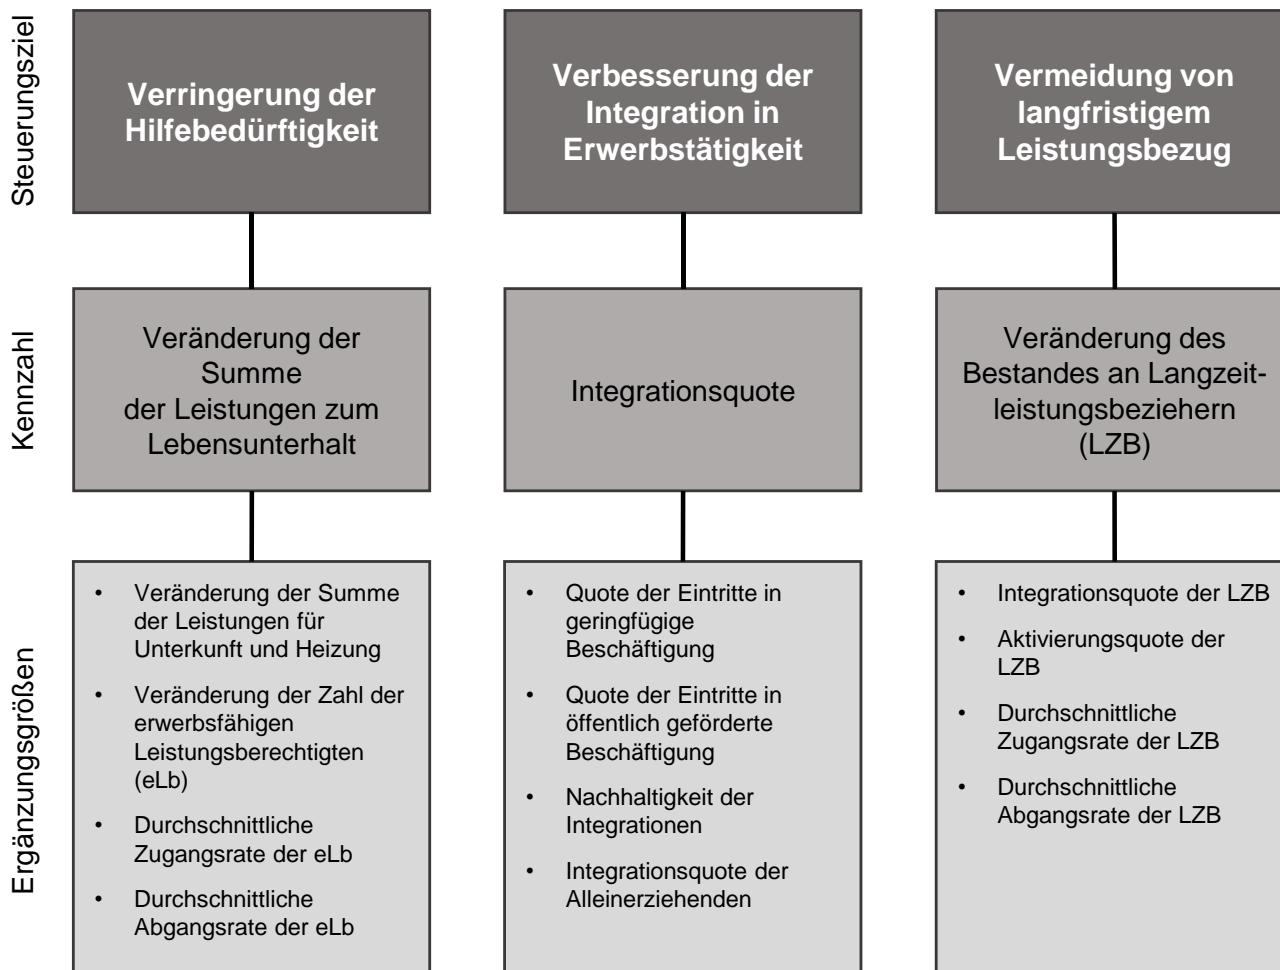 Steuerungsziel
Verringerung der
Hilfebedürftigkeit
Verbesserung der
Integration in
Erwerbstätigkeit
Vermeidung von
langfristigem
Leistungsbezug
Kennzahl
Veränderung der
Summe
der Leistungen zum
Lebensunterhalt
Integrationsquote
Veränderung des
Bestandes an Langzeit-
leistungsbeziehern
(LZB)
Ergänzungsgrößen
• Veränderung der Summe
der Leistungen für
Unterkunft und Heizung
• Veränderung der Zahl der
erwerbsfähigen
Leistungsberechtigten
(eLb)
• Durchschnittliche
Zugangsrate der eLb
• Durchschnittliche
Abgangsrate der eLb
• Quote der Eintritte in
geringfügige
Beschäftigung
• Quote der Eintritte in
öffentlich geförderte
Beschäftigung
• Nachhaltigkeit der
Integrationen
• Integrationsquote der
Alleinerziehenden
• Integrationsquote der LZB
• Aktivierungsquote der
LZB
• Durchschnittliche
Zugangsrate der LZB
• Durchschnittliche
Abgangsrate der LZB